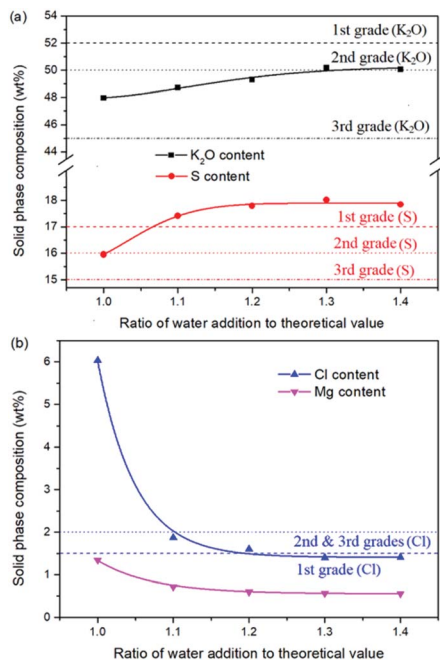 (a)
54
52
50
48
46
44
18
17
16
15
Solid phase composition (wt%)
1st grade (K₂O)
2nd grade (K₂O)
3rd grade (K₂O)
K₂O content
S content
1st grade (S)
2nd grade (S)
3rd grade (S)
1.0 1.1 1.2 1.3 1.4
Ratio of water addition to theoretical value
(b)
6
5
4
3
2
1
0
Solid phase composition (wt%)
Cl content
Mg content
2nd & 3rd grades (Cl)
1st grade (Cl)
1.0 1.1 1.2 1.3 1.4
Ratio of water addition to theoretical value